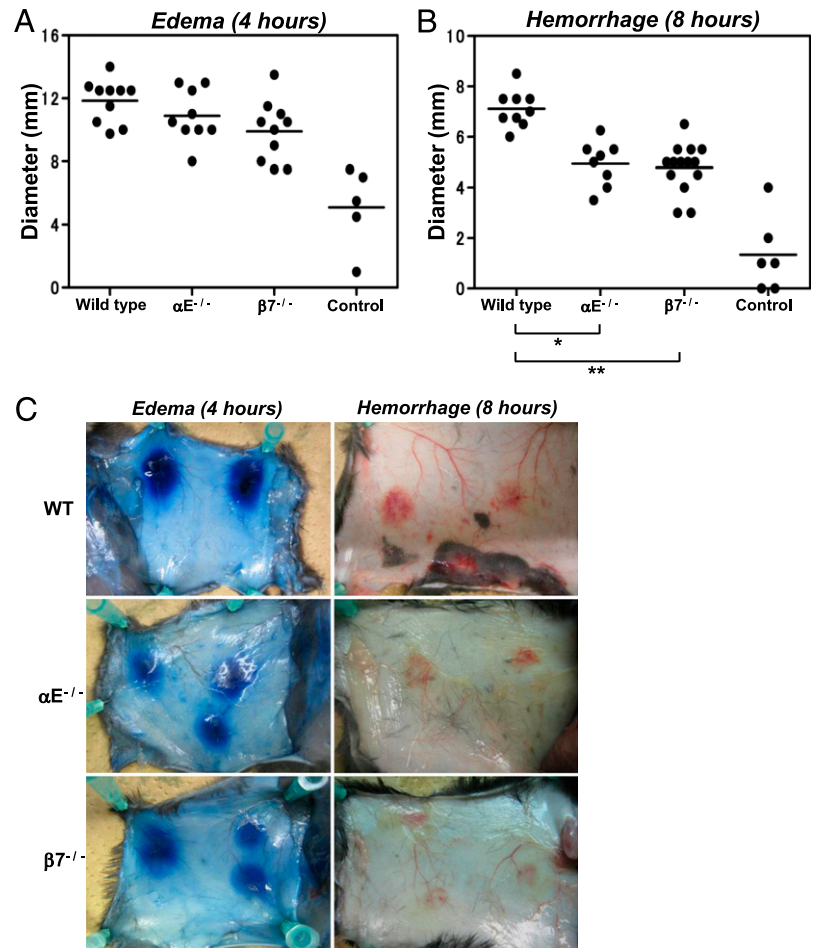 A
Edema (4 hours)
Diameter (mm)
16
12
8
4
0
Wild type
αE-/-
β7-/-
Control
B
Hemorrhage (8 hours)
Diameter (mm)
10
8
6
4
2
0
Wild type
αE-/-
β7-/-
Control
*
**
C
Edema (4 hours)
Hemorrhage (8 hours)
WT
αE-/-
β7-/-